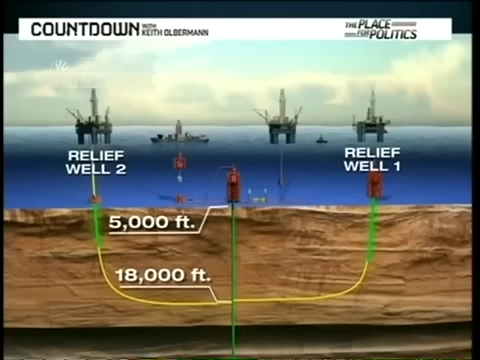 COUNTDOWN WITH KEITH OLBERMANN
THE PLACE FOR POLITICS
RELIEF WELL 2
RELIEF WELL 1
5,000 ft.
18,000 ft.